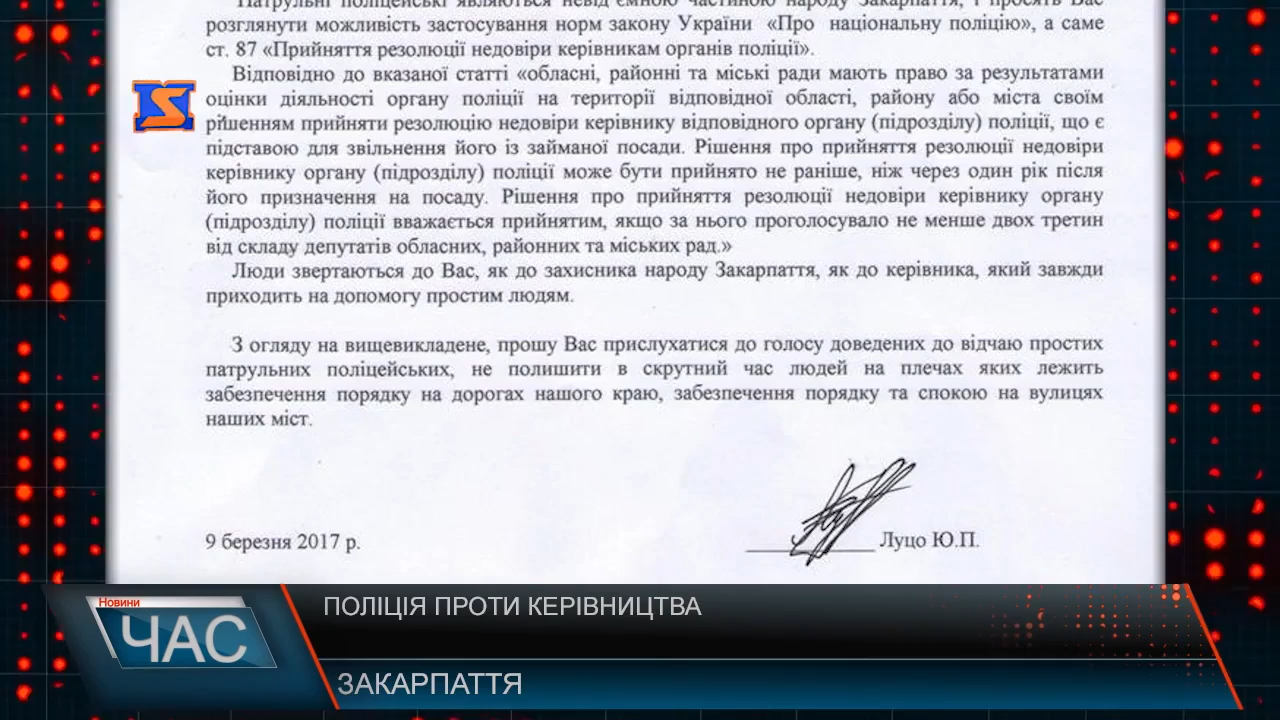 Патрульні поліцейські являються невід'ємною частиною народу Закарпаття, і просять Вас
розглянути можливість застосування норм закону України «Про національну поліцію», а саме
ст. 87 «Прийняття резолюції недовіри керівникам органів поліції».
Відповідно до вказаної статті «обласні, районні та міські ради мають право за результатами
оцінки діяльності органу поліції на території відповідної області, району або міста своїм
рішенням прийняти резолюцію недовіри керівнику відповідного органу (підрозділу) поліції, що є
підставою для звільнення його із займаної посади. Рішення про прийняття резолюції недовіри
керівнику органу (підрозділу) поліції може бути прийнято не раніше, ніж через один рік після
його призначення на посаду. Рішення про прийняття резолюції недовіри керівнику органу
(підрозділу) поліції вважається прийнятим, якщо за нього проголосувало не менше двох третин
від складу депутатів обласних, районних та міських рад.»
Люди звертаються до Вас, як до захисника народу Закарпаття, як до керівника, який завжди
приходить на допомогу простим людям.
З огляду на вищевикладене, прошу Вас прислухатися до голосу доведених до відчаю простих
патрульних поліцейських, не полишити в скрутний час людей на плечах яких лежить
забезпечення порядку на дорогах нашого краю, забезпечення порядку та спокою на вулицях
наших міст.
9 березня 2017 р.
Луцо Ю.П.
Новини
ЧАС
ПОЛІЦІЯ ПРОТИ КЕРІВНИЦТВА
ЗАКАРПАТТЯ